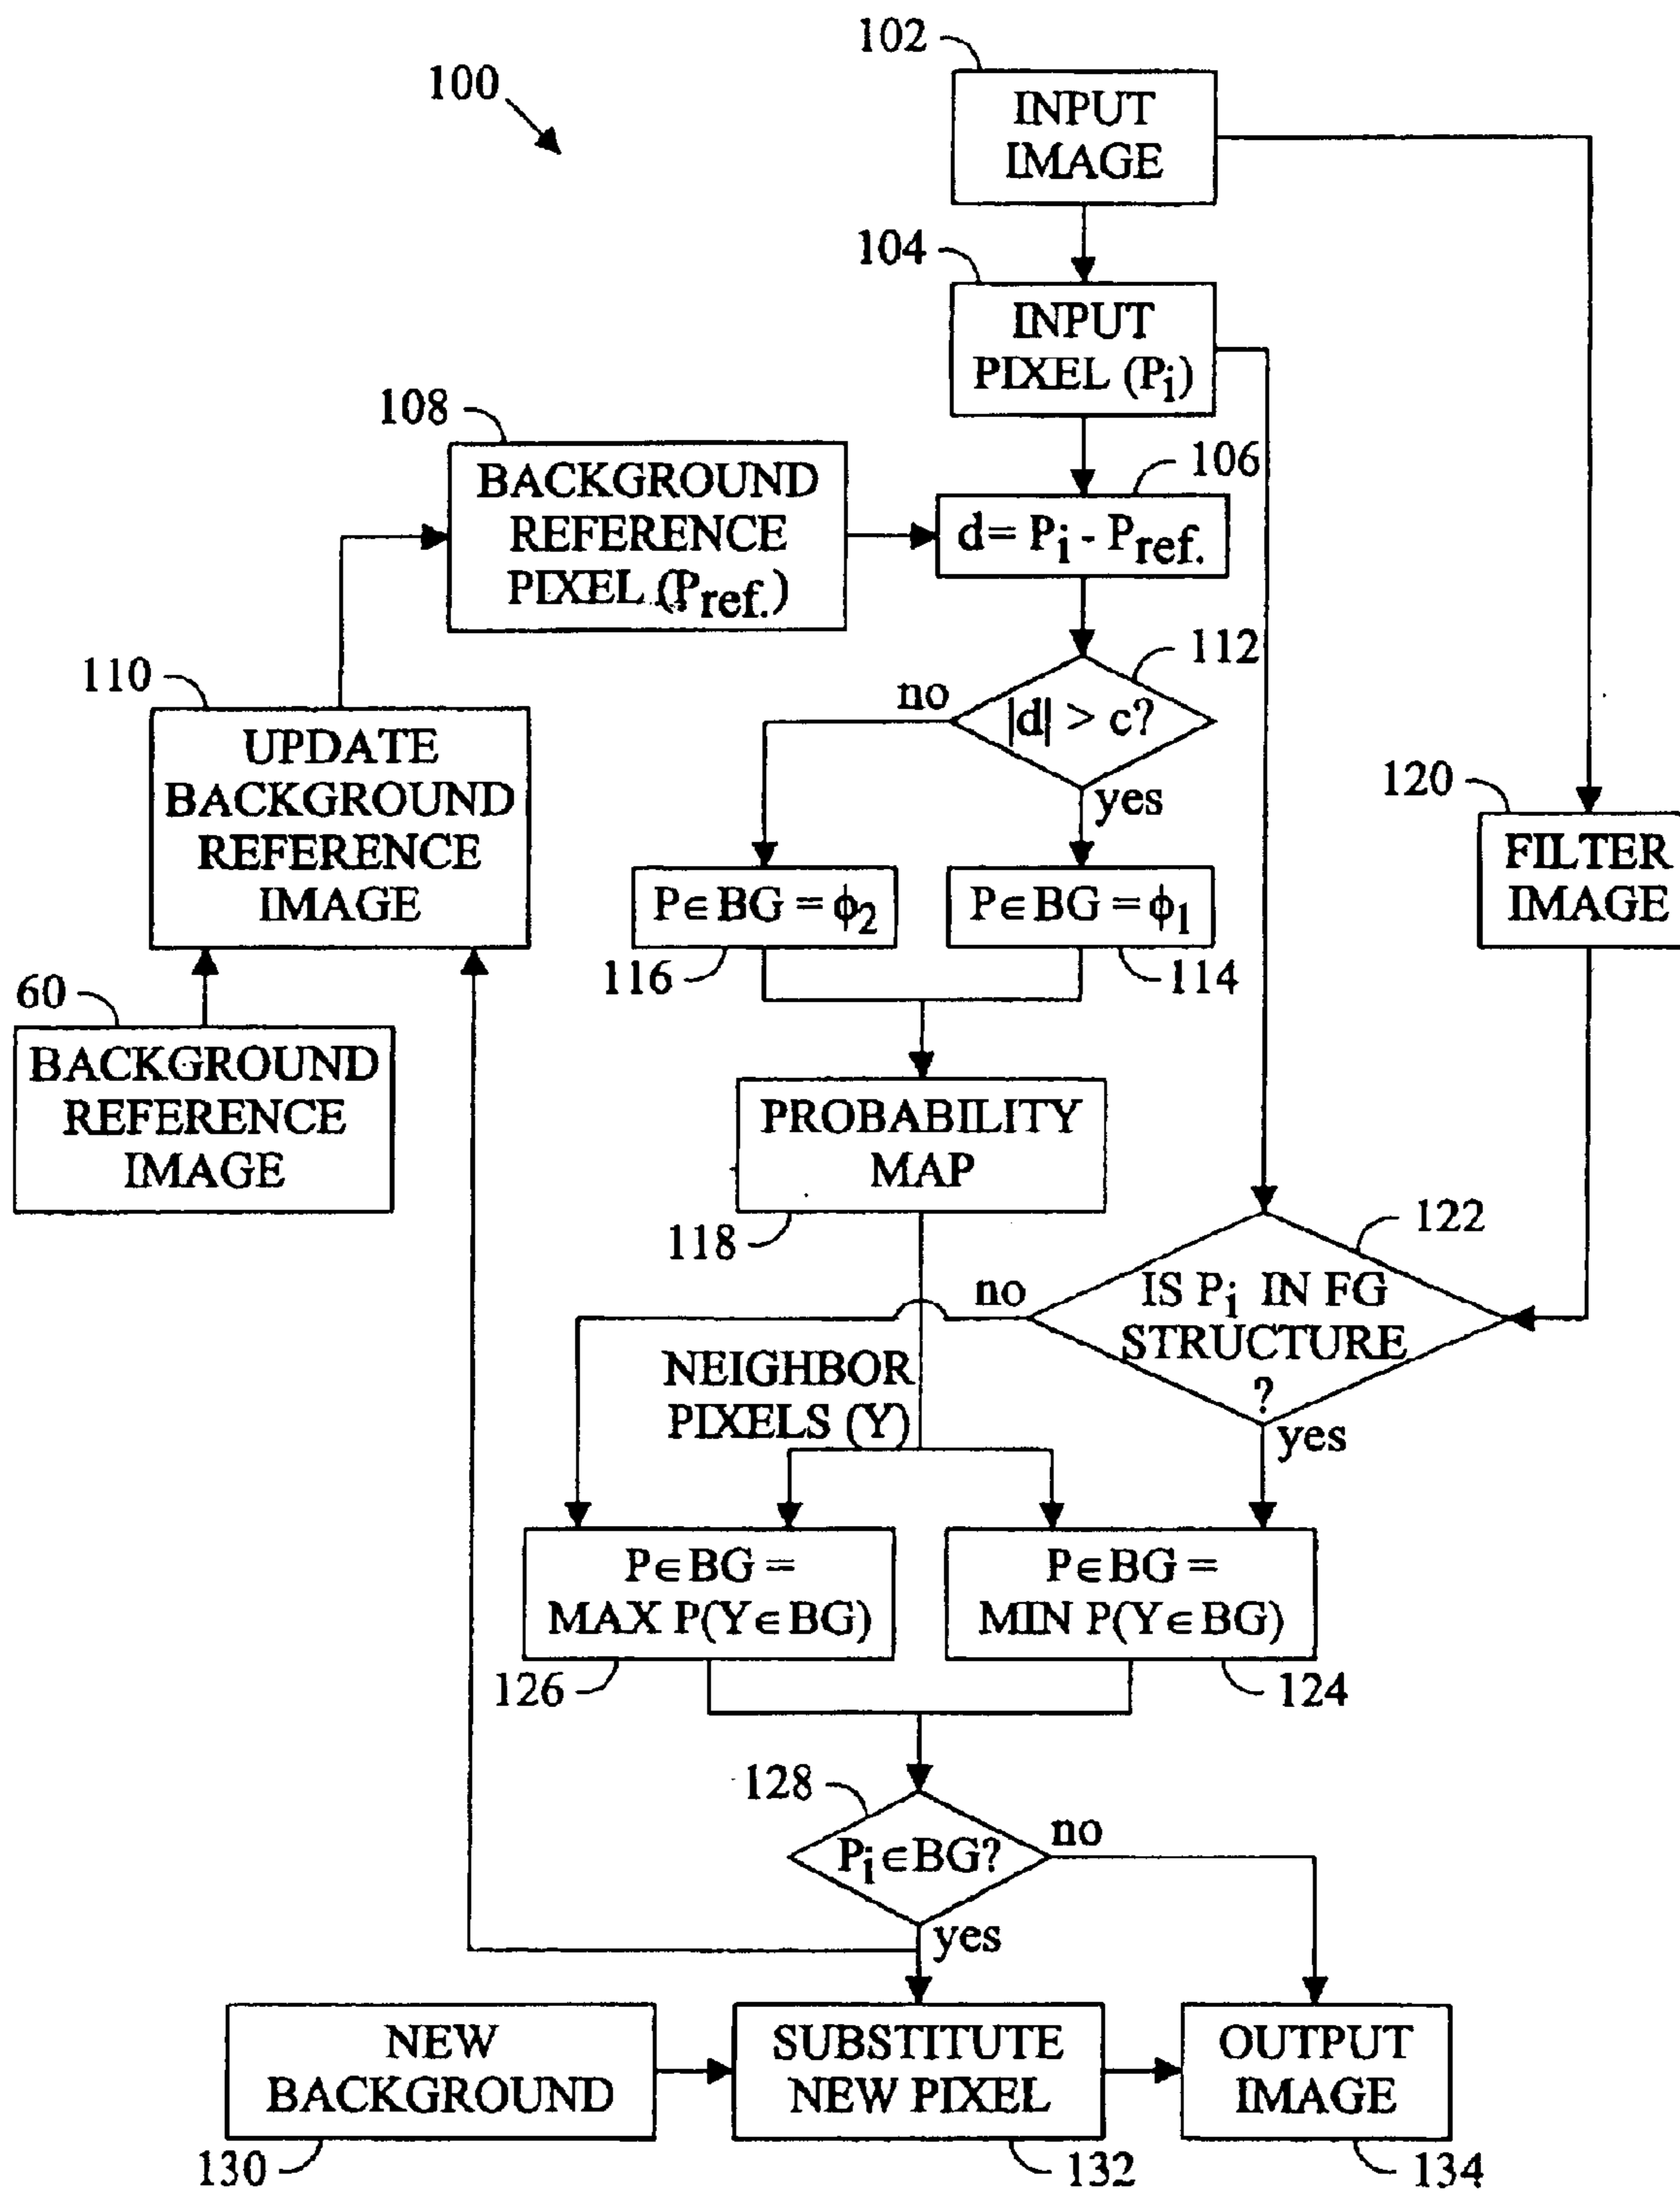 100
102
INPUT
IMAGE
104
INPUT
PIXEL (Pi)
108
BACKGROUND
REFERENCE
PIXEL (Pref.)
106
d= Pi - Pref.
110
UPDATE
BACKGROUND
REFERENCE
IMAGE
112
no
|d| > c?
yes
120
FILTER
IMAGE
P∈BG = ϕ2
P∈BG = ϕ1
116
114
60
BACKGROUND
REFERENCE
IMAGE
PROBABILITY
MAP
118
122
no
IS Pi IN FG
STRUCTURE
?
yes
NEIGHBOR
PIXELS (Y)
P∈BG =
MAX P(Y∈BG)
P∈BG =
MIN P(Y∈BG)
126
124
128
Pi∈BG?
no
yes
NEW
BACKGROUND
SUBSTITUTE
NEW PIXEL
OUTPUT
IMAGE
130
132
134